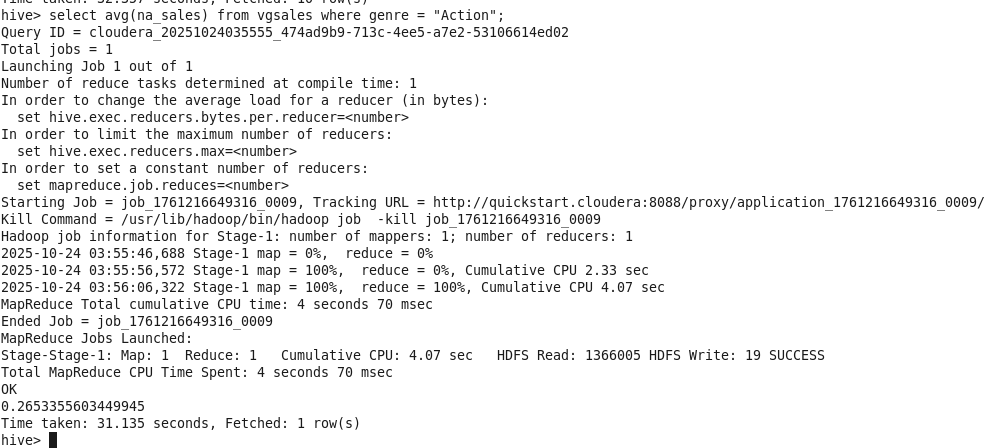 Time taken: 32.357 seconds, Fetched: 10 row(s)
hive> select avg(na_sales) from vgsales where genre = "Action";
Query ID = cloudera_20251024035555_474ad9b9-713c-4ee5-a7e2-53106614ed02
Total jobs = 1
Launching Job 1 out of 1
Number of reduce tasks determined at compile time: 1
In order to change the average load for a reducer (in bytes):
  set hive.exec.reducers.bytes.per.reducer=<number>
In order to limit the maximum number of reducers:
  set hive.exec.reducers.max=<number>
In order to set a constant number of reducers:
  set mapreduce.job.reduces=<number>
Starting Job = job_1761216649316_0009, Tracking URL = http://quickstart.cloudera:8088/proxy/application_1761216649316_0009/
Kill Command = /usr/lib/hadoop/bin/hadoop job  -kill job_1761216649316_0009
Hadoop job information for Stage-1: number of mappers: 1; number of reducers: 1
2025-10-24 03:55:46,688 Stage-1 map = 0%,  reduce = 0%
2025-10-24 03:55:56,572 Stage-1 map = 100%,  reduce = 0%, Cumulative CPU 2.33 sec
2025-10-24 03:56:06,322 Stage-1 map = 100%,  reduce = 100%, Cumulative CPU 4.07 sec
MapReduce Total cumulative CPU time: 4 seconds 70 msec
Ended Job = job_1761216649316_0009
MapReduce Jobs Launched:
Stage-Stage-1: Map: 1  Reduce: 1   Cumulative CPU: 4.07 sec   HDFS Read: 1366005 HDFS Write: 19 SUCCESS
Total MapReduce CPU Time Spent: 4 seconds 70 msec
OK
0.2653355603449945
Time taken: 31.135 seconds, Fetched: 1 row(s)
hive>